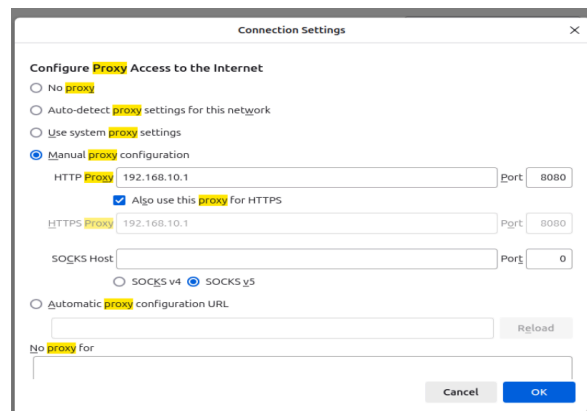 Connection Settings
Configure Proxy Access to the Internet
No proxy
Auto-detect proxy settings for this network
Use system proxy settings
Manual proxy configuration
HTTP Proxy 192.168.10.1 Port 8080
Also use this proxy for HTTPS
HTTPS Proxy 192.168.10.1 Port 8080
SOCKS Host Port 0
SOCKS v4 SOCKS v5
Automatic proxy configuration URL
Reload
No proxy for
Cancel OK